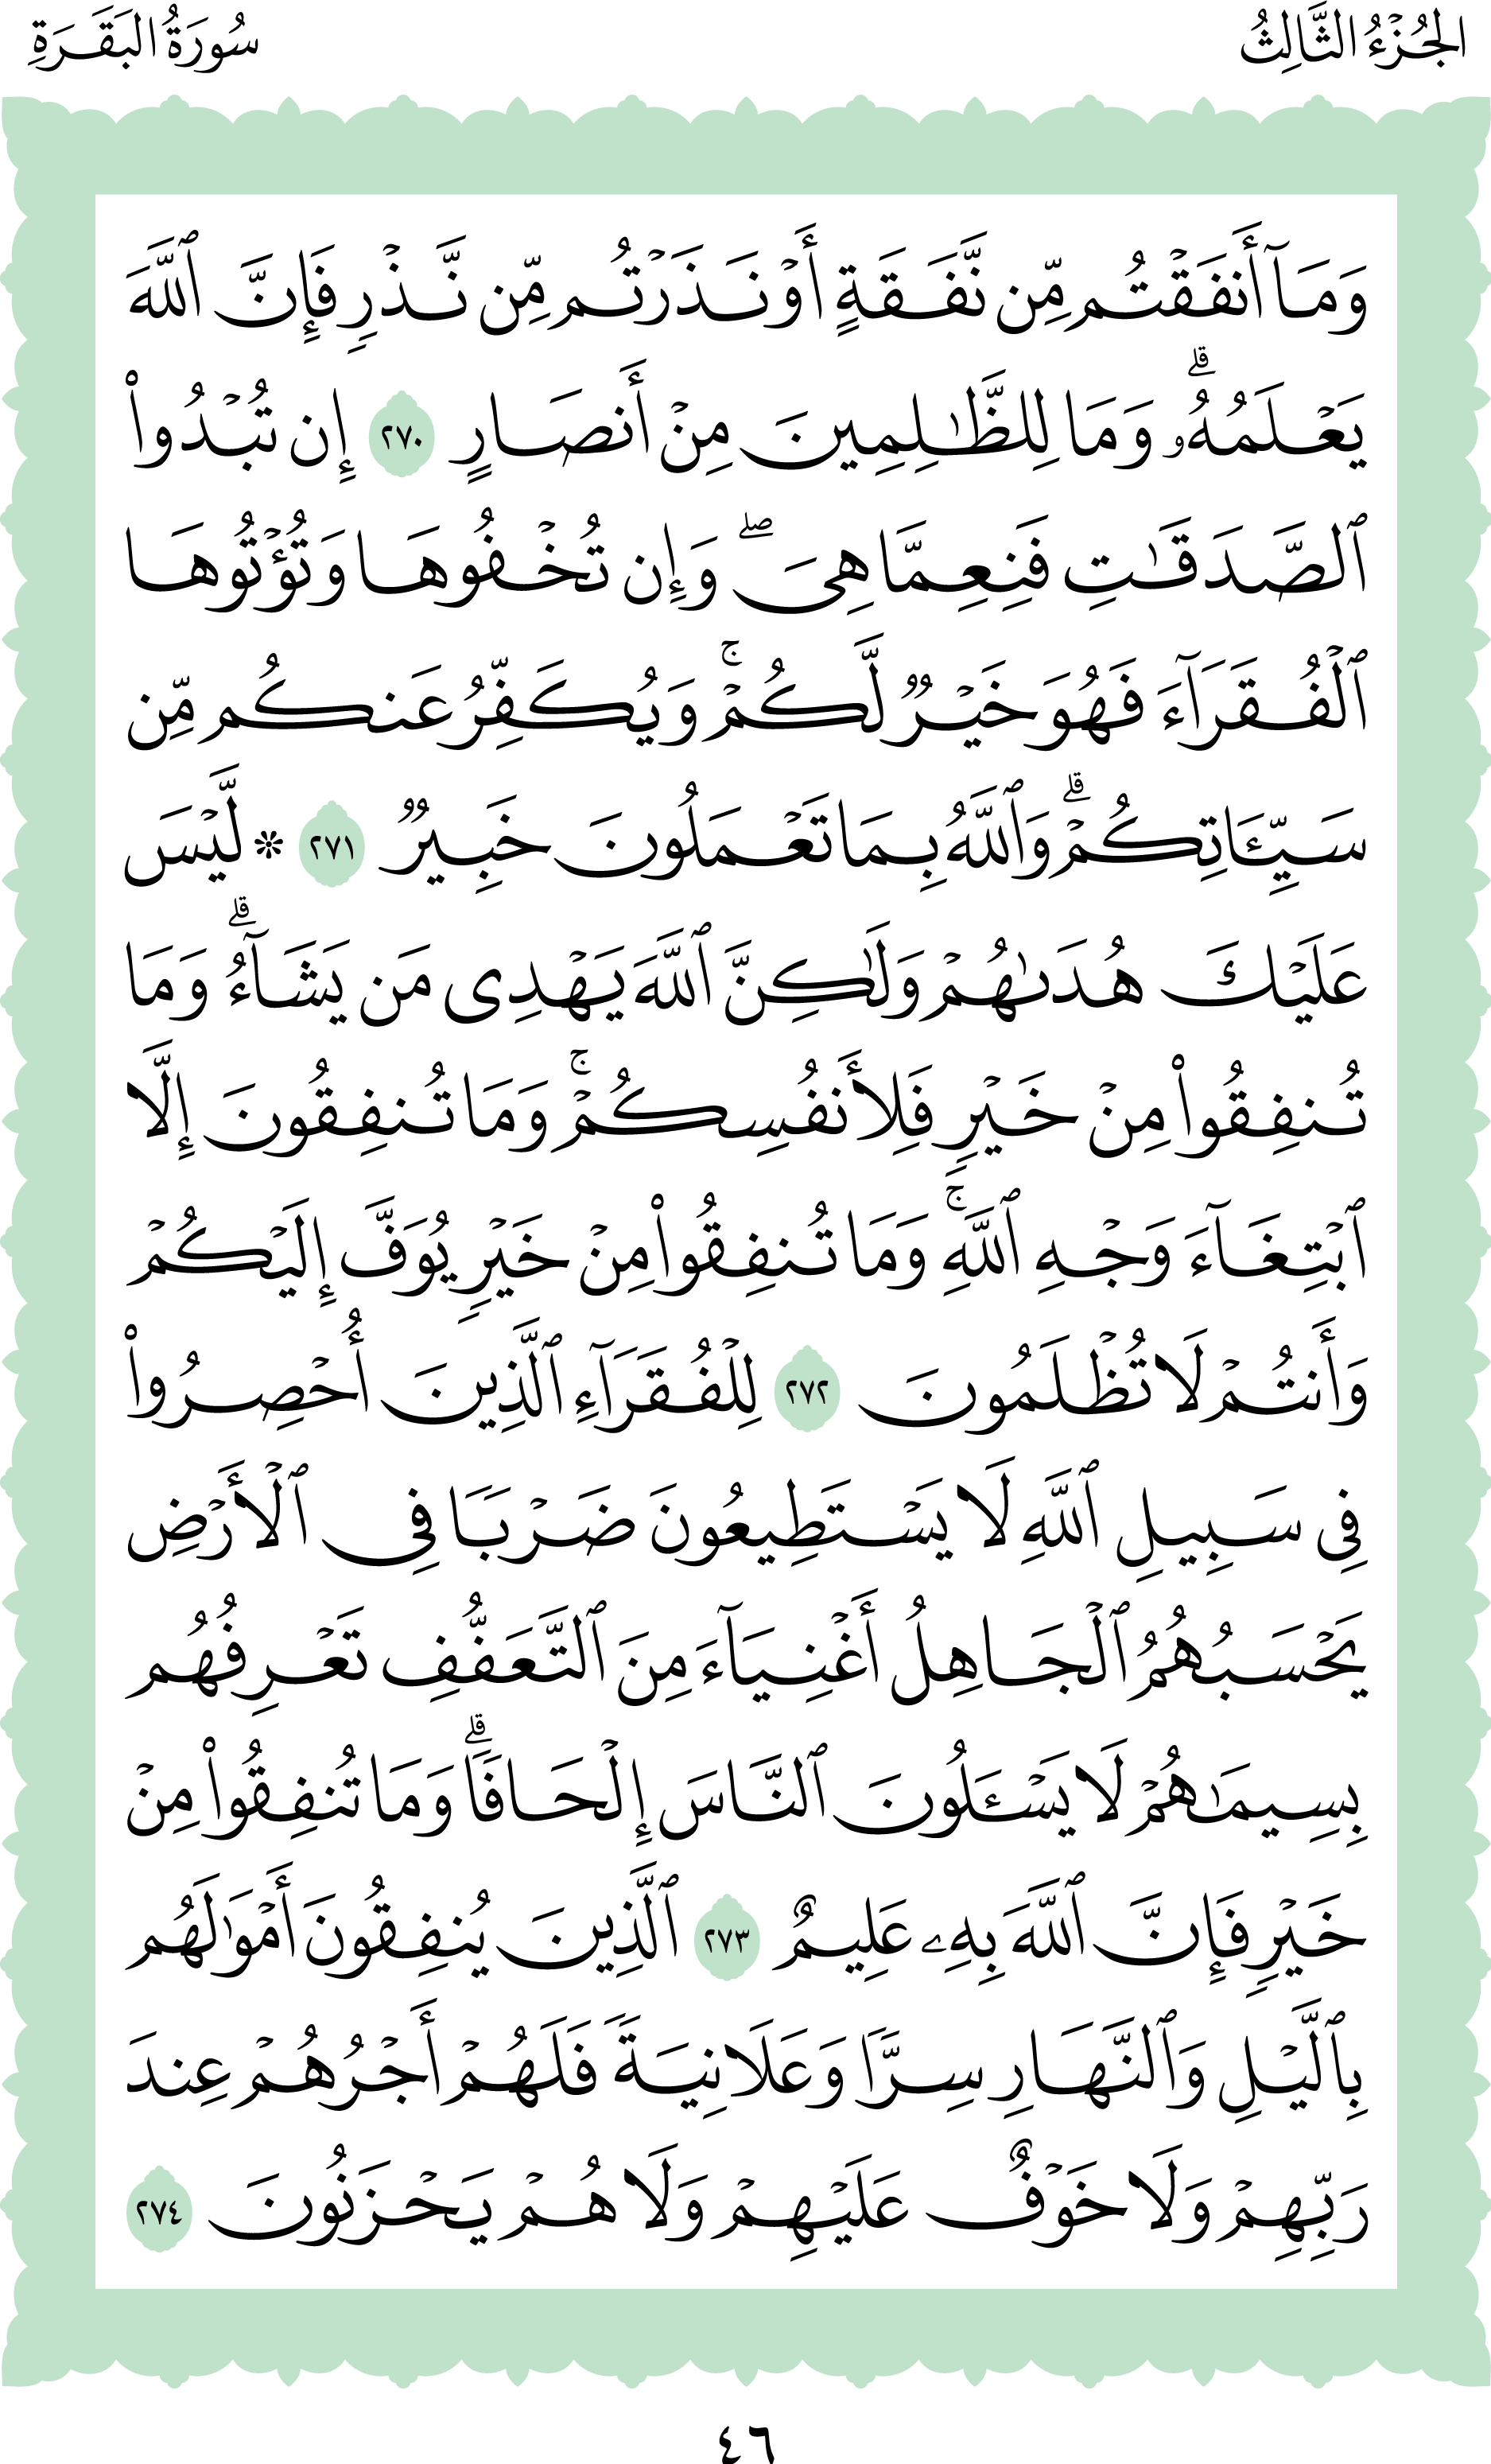 الجُزْءُ الثَّالِثُ
سُورَةُ البَقَرَةِ
وَمَآ أَنفَقْتُم مِّن نَّفَقَةٍ أَوْ نَذَرْتُم مِّن نَّذْرٍ فَإِنَّ ٱللَّهَ
يَعْلَمُهُۥۗ وَمَا لِلظَّٰلِمِينَ مِنْ أَنصَارٍ ٢٧٠ إِن تُبْدُوا۟
ٱلصَّدَقَٰتِ فَنِعِمَّا هِىَۖ وَإِن تُخْفُوهَا وَتُؤْتُوهَا
ٱلْفُقَرَآءَ فَهُوَ خَيْرٌ لَّكُمْۚ وَيُكَفِّرُ عَنكُم مِّن
سَيِّـَٔاتِكُمْۗ وَٱللَّهُ بِمَا تَعْمَلُونَ خَبِيرٌ ٢٧١ ۞ لَّيْسَ
عَلَيْكَ هُدَىٰهُمْ وَلَٰكِنَّ ٱللَّهَ يَهْدِى مَن يَشَآءُۗ وَمَا
تُنفِقُوا۟ مِنْ خَيْرٍ فَلِأَنفُسِكُمْۚ وَمَا تُنفِقُونَ إِلَّا
ٱبْتِغَآءَ وَجْهِ ٱللَّهِۚ وَمَا تُنفِقُوا۟ مِنْ خَيْرٍ يُوَفَّ إِلَيْكُمْ
وَأَنتُمْ لَا تُظْلَمُونَ ٢٧٢ لِلْفُقَرَآءِ ٱلَّذِينَ أُحْصِرُوا۟
فِى سَبِيلِ ٱللَّهِ لَا يَسْتَطِيعُونَ ضَرْبًا فِى ٱلْأَرْضِ
يَحْسَبُهُمُ ٱلْجَاهِلُ أَغْنِيَآءَ مِنَ ٱلتَّعَفُّفِ تَعْرِفُهُم
بِسِيمَٰهُمْ لَا يَسْـَٔلُونَ ٱلنَّاسَ إِلْحَافًاۗ وَمَا تُنفِقُوا۟ مِنْ
خَيْرٍ فَإِنَّ ٱللَّهَ بِهِۦ عَلِيمٌ ٢٧٣ ٱلَّذِينَ يُنفِقُونَ أَمْوَٰلَهُم
بِٱلَّيْلِ وَٱلنَّهَارِ سِرًّا وَعَلَانِيَةً فَلَهُمْ أَجْرُهُمْ عِندَ
رَبِّهِمْ وَلَا خَوْفٌ عَلَيْهِمْ وَلَا هُمْ يَحْزَنُونَ ٢٧٤
٤٦